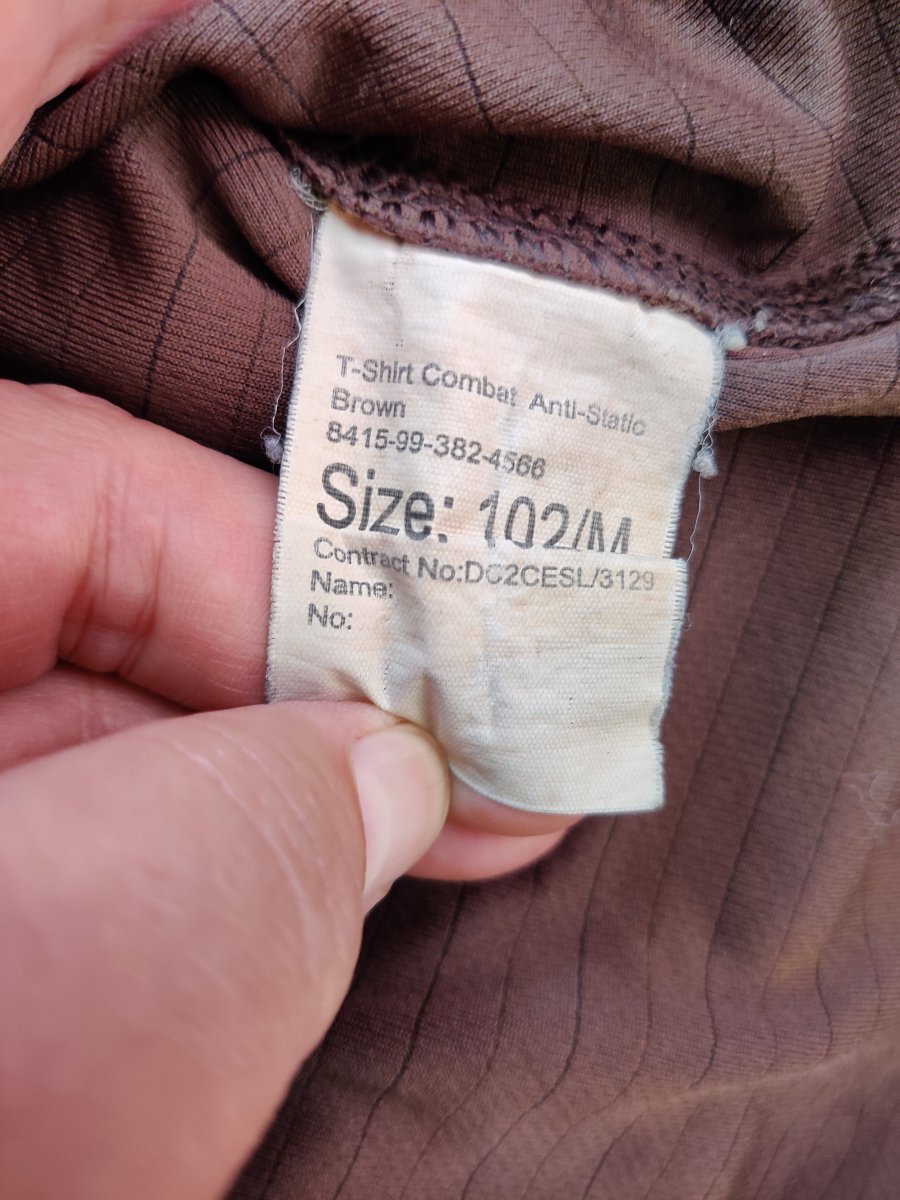 T-Shirt Combat Anti-Static
Brown
8415-99-382-4566
Size: 102/M
Contract No:DC2CESL/3129
Name:
No: